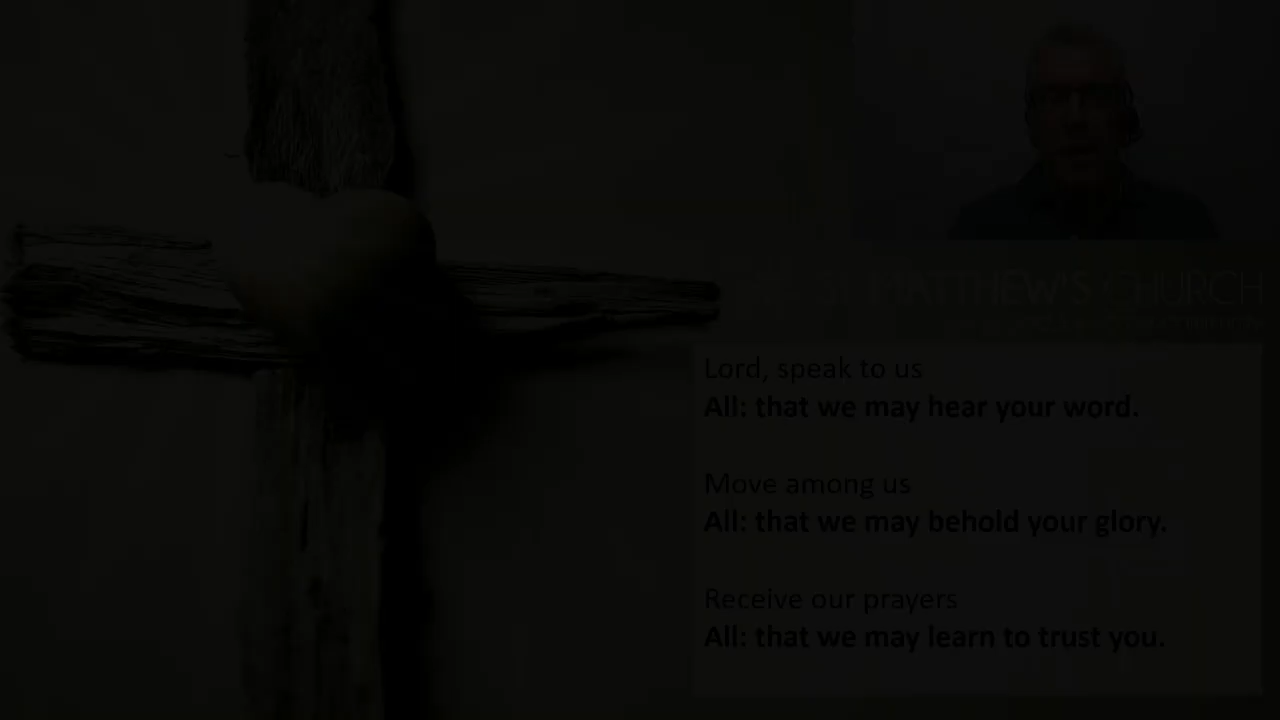 MATTHEW'S CHURCH
Lord, speak to us
All: that we may hear your word.
Move among us
All: that we may behold your glory.
Receive our prayers
All: that we may learn to trust you.